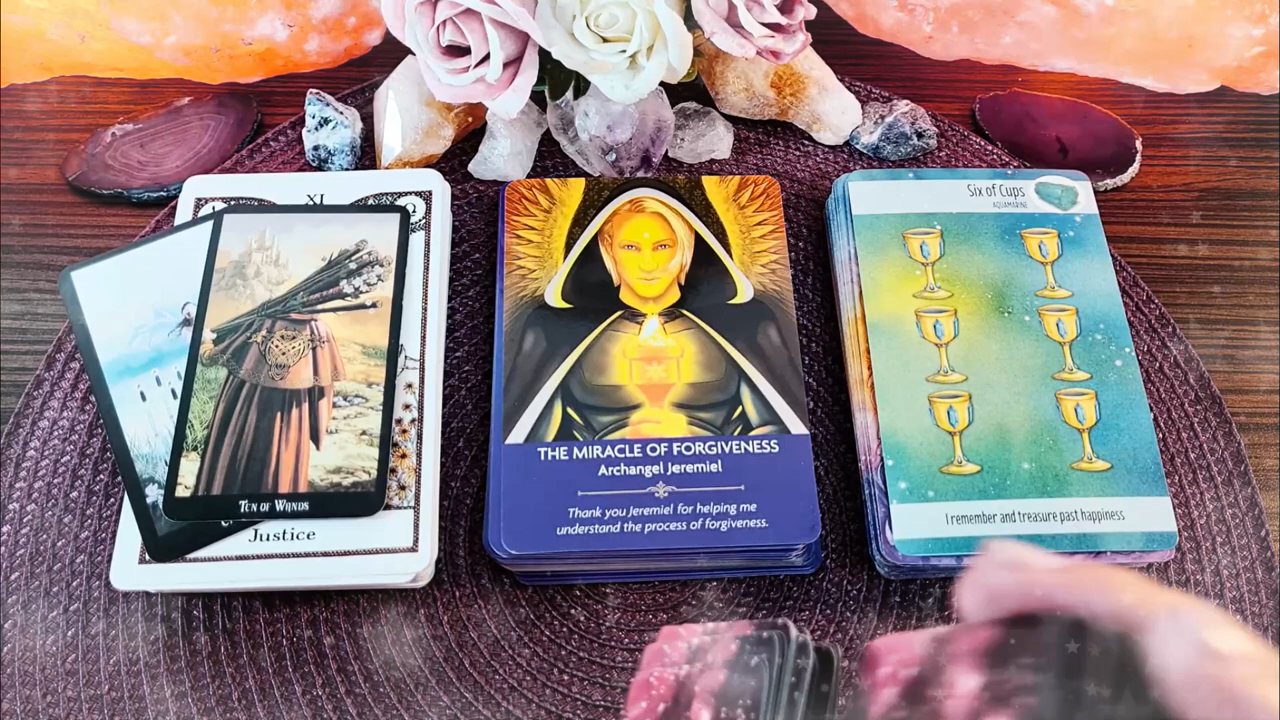 XI
Ten of Wands
Justice
THE MIRACLE OF FORGIVENESS
Archangel Jeremiel
Thank you Jeremiel for helping me
understand the process of forgiveness.
Six of Cups
AQUAMARINE
I remember and treasure past happiness